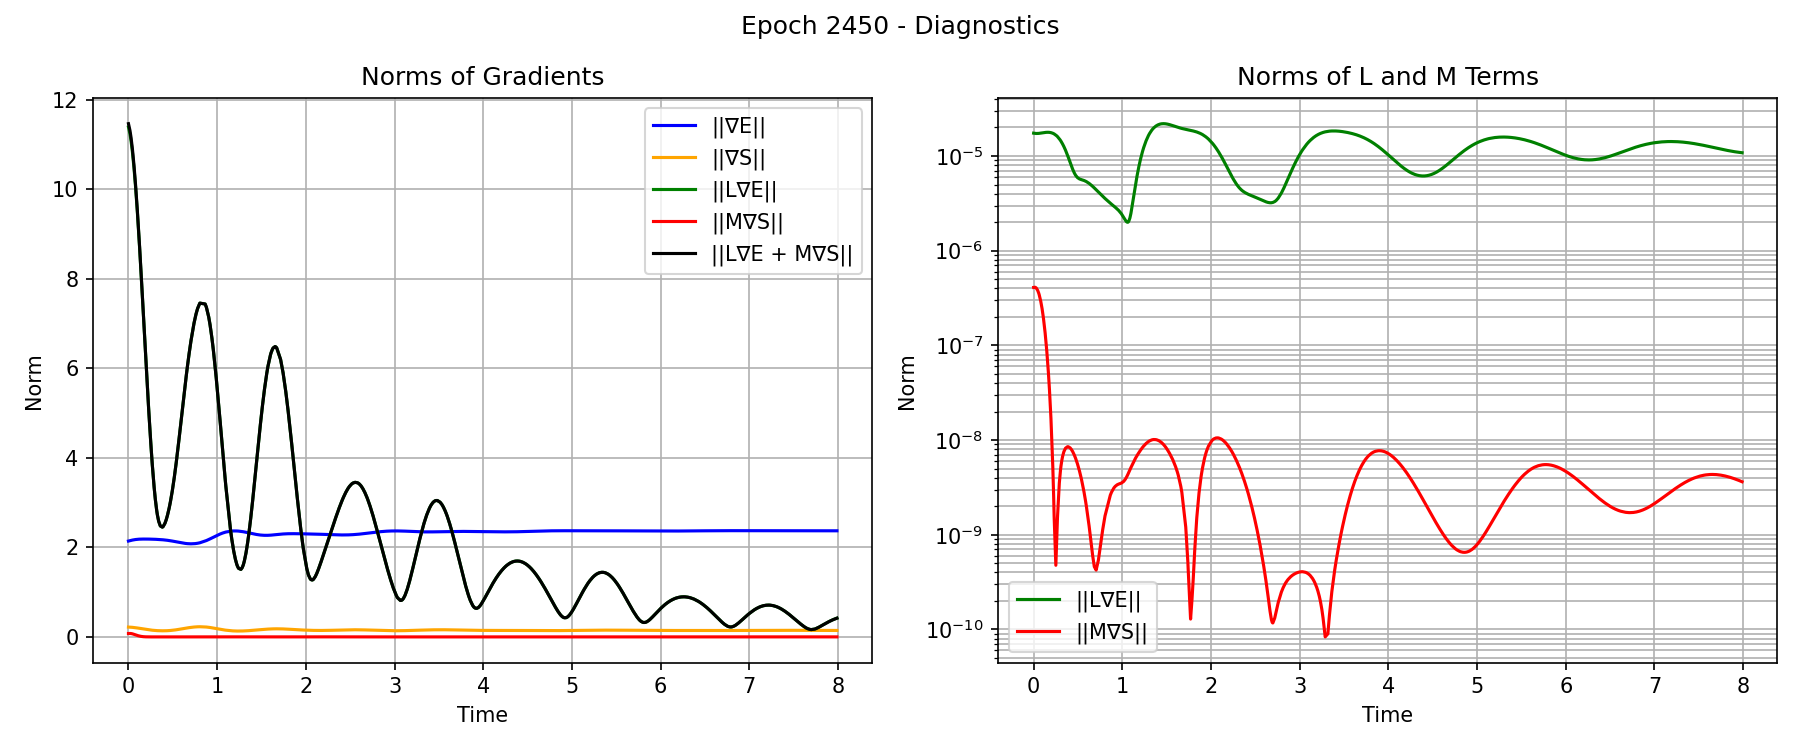 Epoch 2450 - Diagnostics
Norms of Gradients
12
10
8
6
4
2
0
Norm
0 1 2 3 4 5 6 7 8
Time
||∇E||
||∇S||
||L∇E||
||M∇S||
||L∇E + M∇S||
Norms of L and M Terms
10⁻⁵
10⁻⁶
10⁻⁷
10⁻⁸
10⁻⁹
10⁻¹⁰
Norm
0 1 2 3 4 5 6 7 8
Time
||L∇E||
||M∇S||